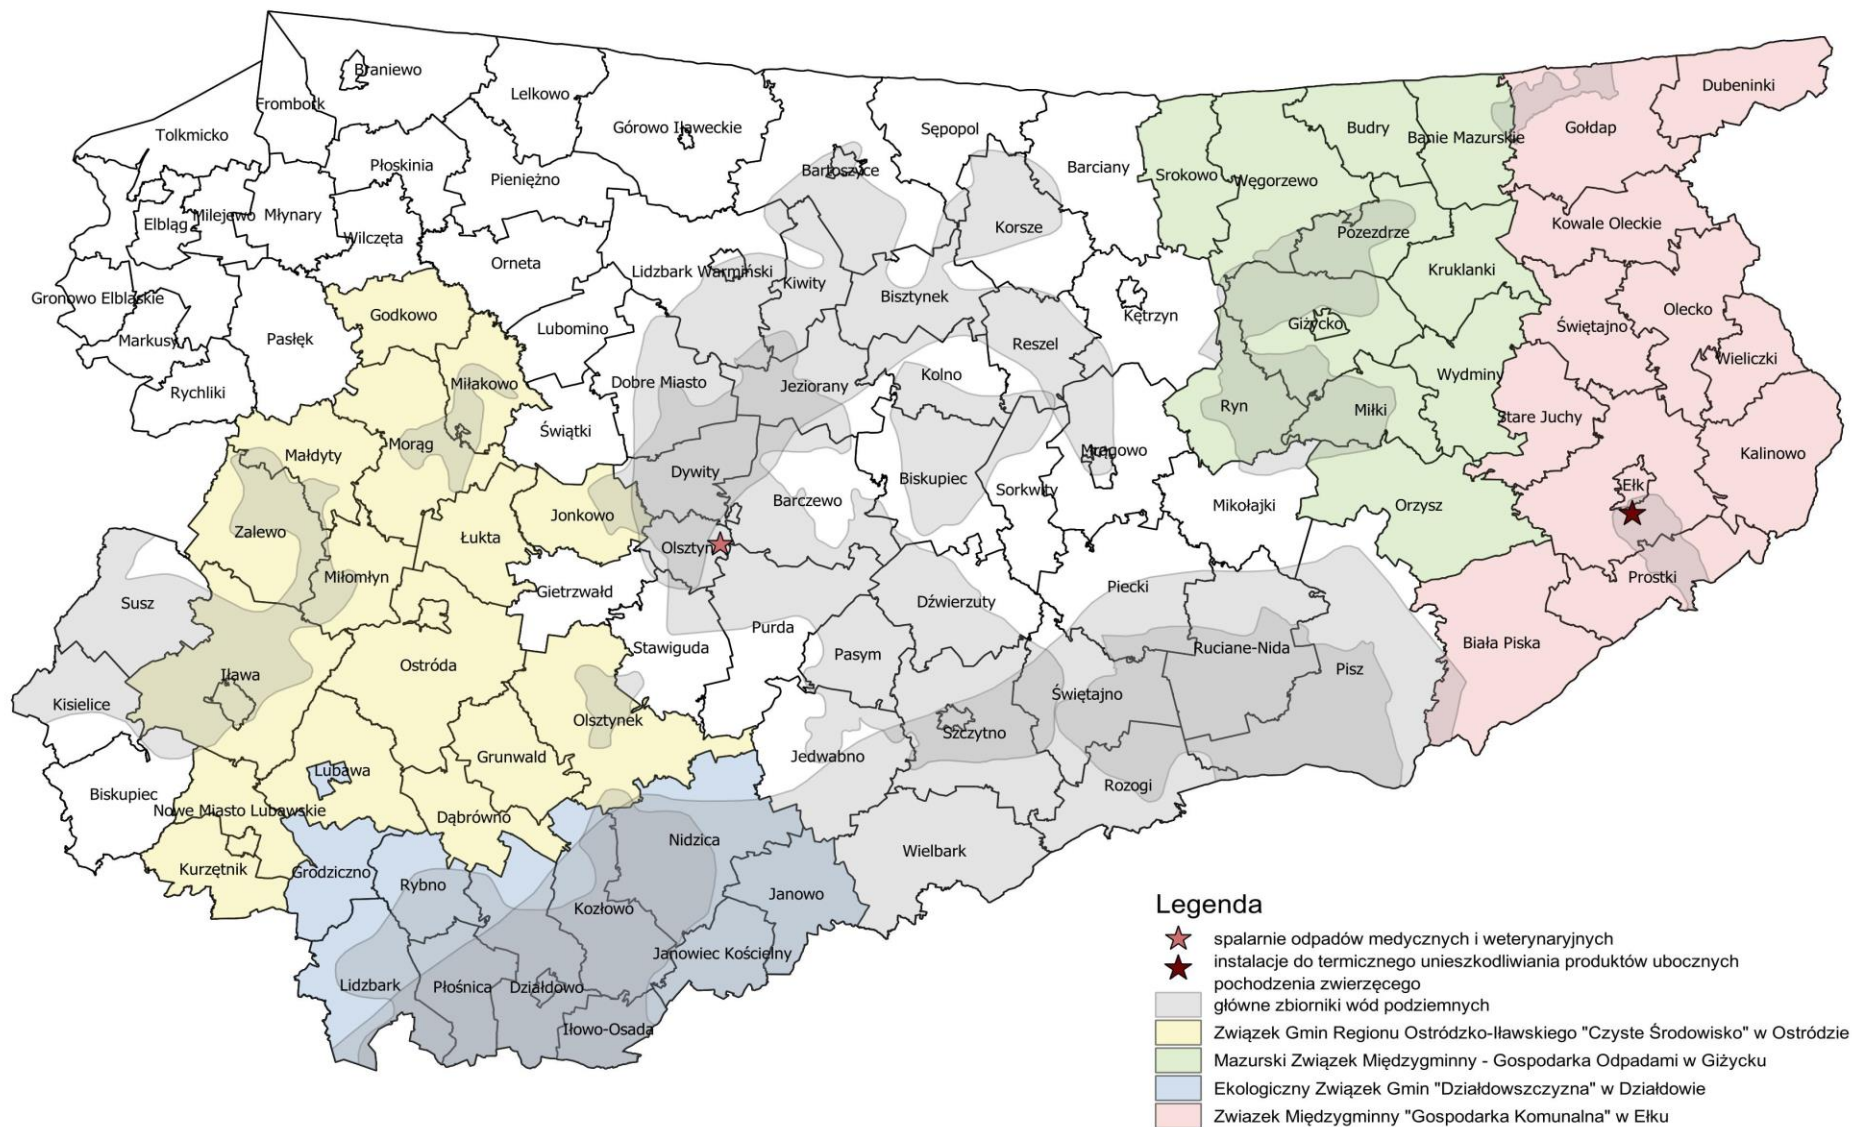 Braniewo
Dubeninki
Lelkowo
Frombork
Górowo Iławeckie
Sępopol
Budry
Gołdap
Tolkmicko
Banie Mazurskie
Płoskinia
Bartoszyce
Barciany
Srokowo
Pieniężno
Węgorzewo
Elbląg
Milejewo
Młynary
Wilczęta
Korsze
Pozezdrze
Kowale Oleckie
Orneta
Lidzbark Warmiński
Kiwity
Kruklanki
Gronowo Elbląskie
Bisztynek
Godkowo
Kętrzyn
Giżycko
Olecko
Lubomino
Świętajno
Markusy
Pasłęk
Reszel
Wieliczki
Rychliki
Miłakowo
Dobre Miasto
Jeziorany
Kolno
Wydminy
Ryn
Miłki
Stare Juchy
Świątki
Morąg
Małdyty
Mrągowo
Kalinowo
Dywity
Biskupiec
Barczewo
Sorkwity
Ełk
Mikołajki
Orzysz
Jonkowo
Zalewo
Łukta
Olsztyn
Miłomłyn
Gietrzwałd
Piecki
Prostki
Susz
Dźwierzuty
Purda
Stawiguda
Pasym
Ruciane-Nida
Biała Piska
Ostróda
Pisz
Iława
Świętajno
Kisielice
Olsztynek
Szczytno
Grunwald
Jedwabno
Lubawa
Rozogi
Biskupiec
Nowe Miasto Lubawskie
Dąbrówno
Nidzica
Wielbark
Kurzętnik
Grodziczno
Rybno
Janowo
Kozłowo
Janowiec Kościelny
Lidzbark
Płośnica
Działdowo
Iłowo-Osada
Legenda
spalarnie odpadów medycznych i weterynaryjnych
instalacje do termicznego unieszkodliwiania produktów ubocznych
pochodzenia zwierzęcego
główne zbiorniki wód podziemnych
Związek Gmin Regionu Ostródzko-Iławskiego "Czyste Środowisko" w Ostródzie
Mazurski Związek Międzygminny - Gospodarka Odpadami w Giżycku
Ekologiczny Związek Gmin "Działdowszczyzna" w Działdowie
Zwiazek Międzygminny "Gospodarka Komunalna" w Ełku